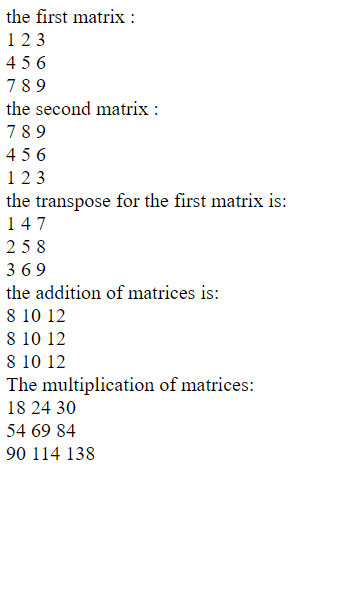 the first matrix :
1 2 3
4 5 6
7 8 9
the second matrix :
7 8 9
4 5 6
1 2 3
the transpose for the first matrix is:
1 4 7
2 5 8
3 6 9
the addition of matrices is:
8 10 12
8 10 12
8 10 12
The multiplication of matrices:
18 24 30
54 69 84
90 114 138